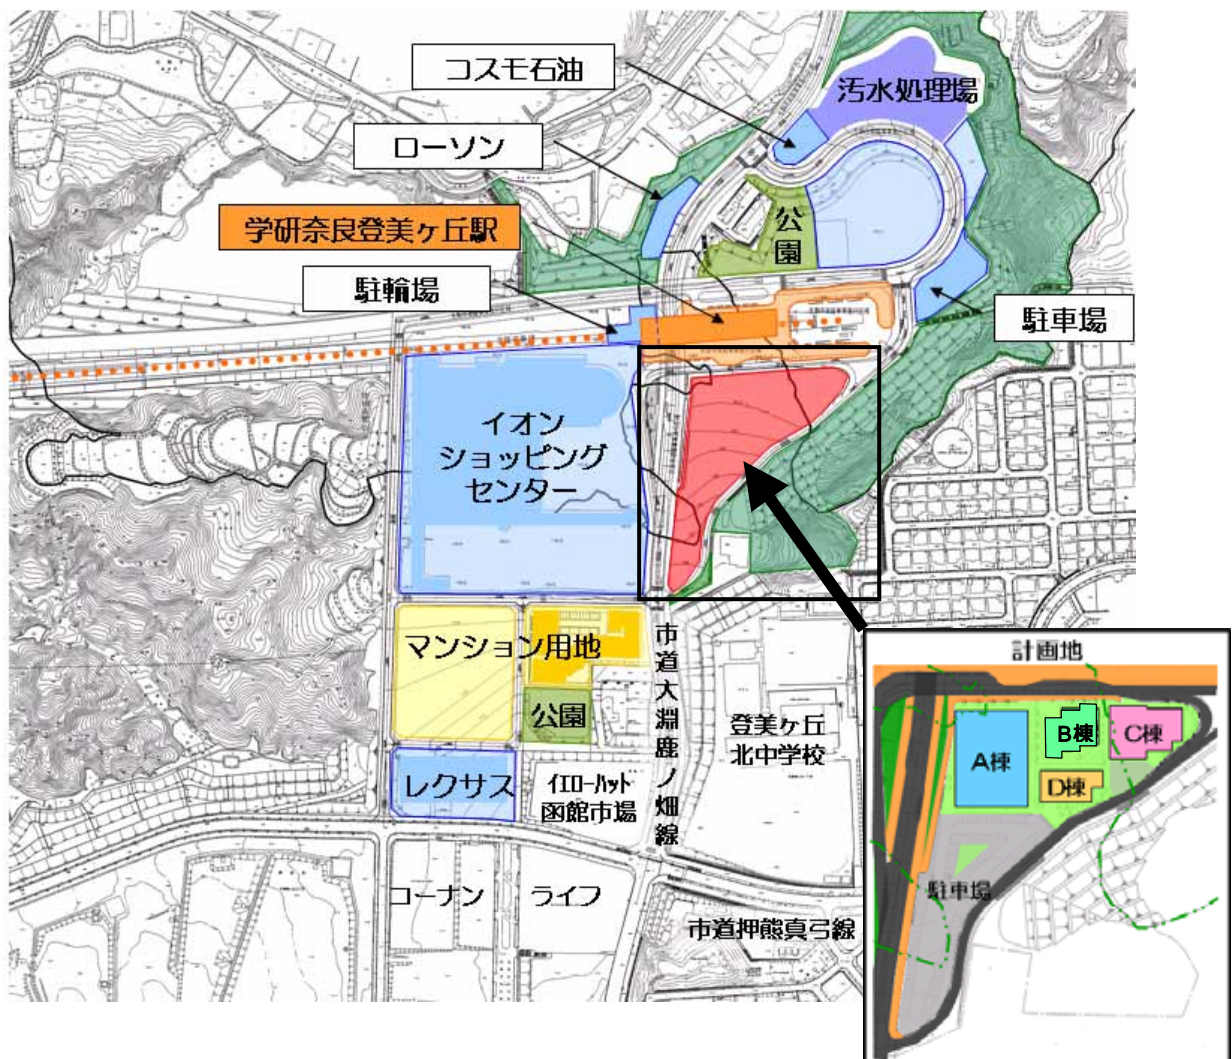 コスモ石油
汚水処理場
ローソン
公
園
学研奈良登美ヶ丘駅
駐輪場
駐車場
イオン
ショッピング
センター
マンション用地
公園
市道大淵鹿ノ畑線
登美ヶ丘
北中学校
レクサス
イエローハット
函館市場
コーナン
ライフ
市道押熊真弓線
計画地
A棟
B棟
C棟
D棟
駐車場